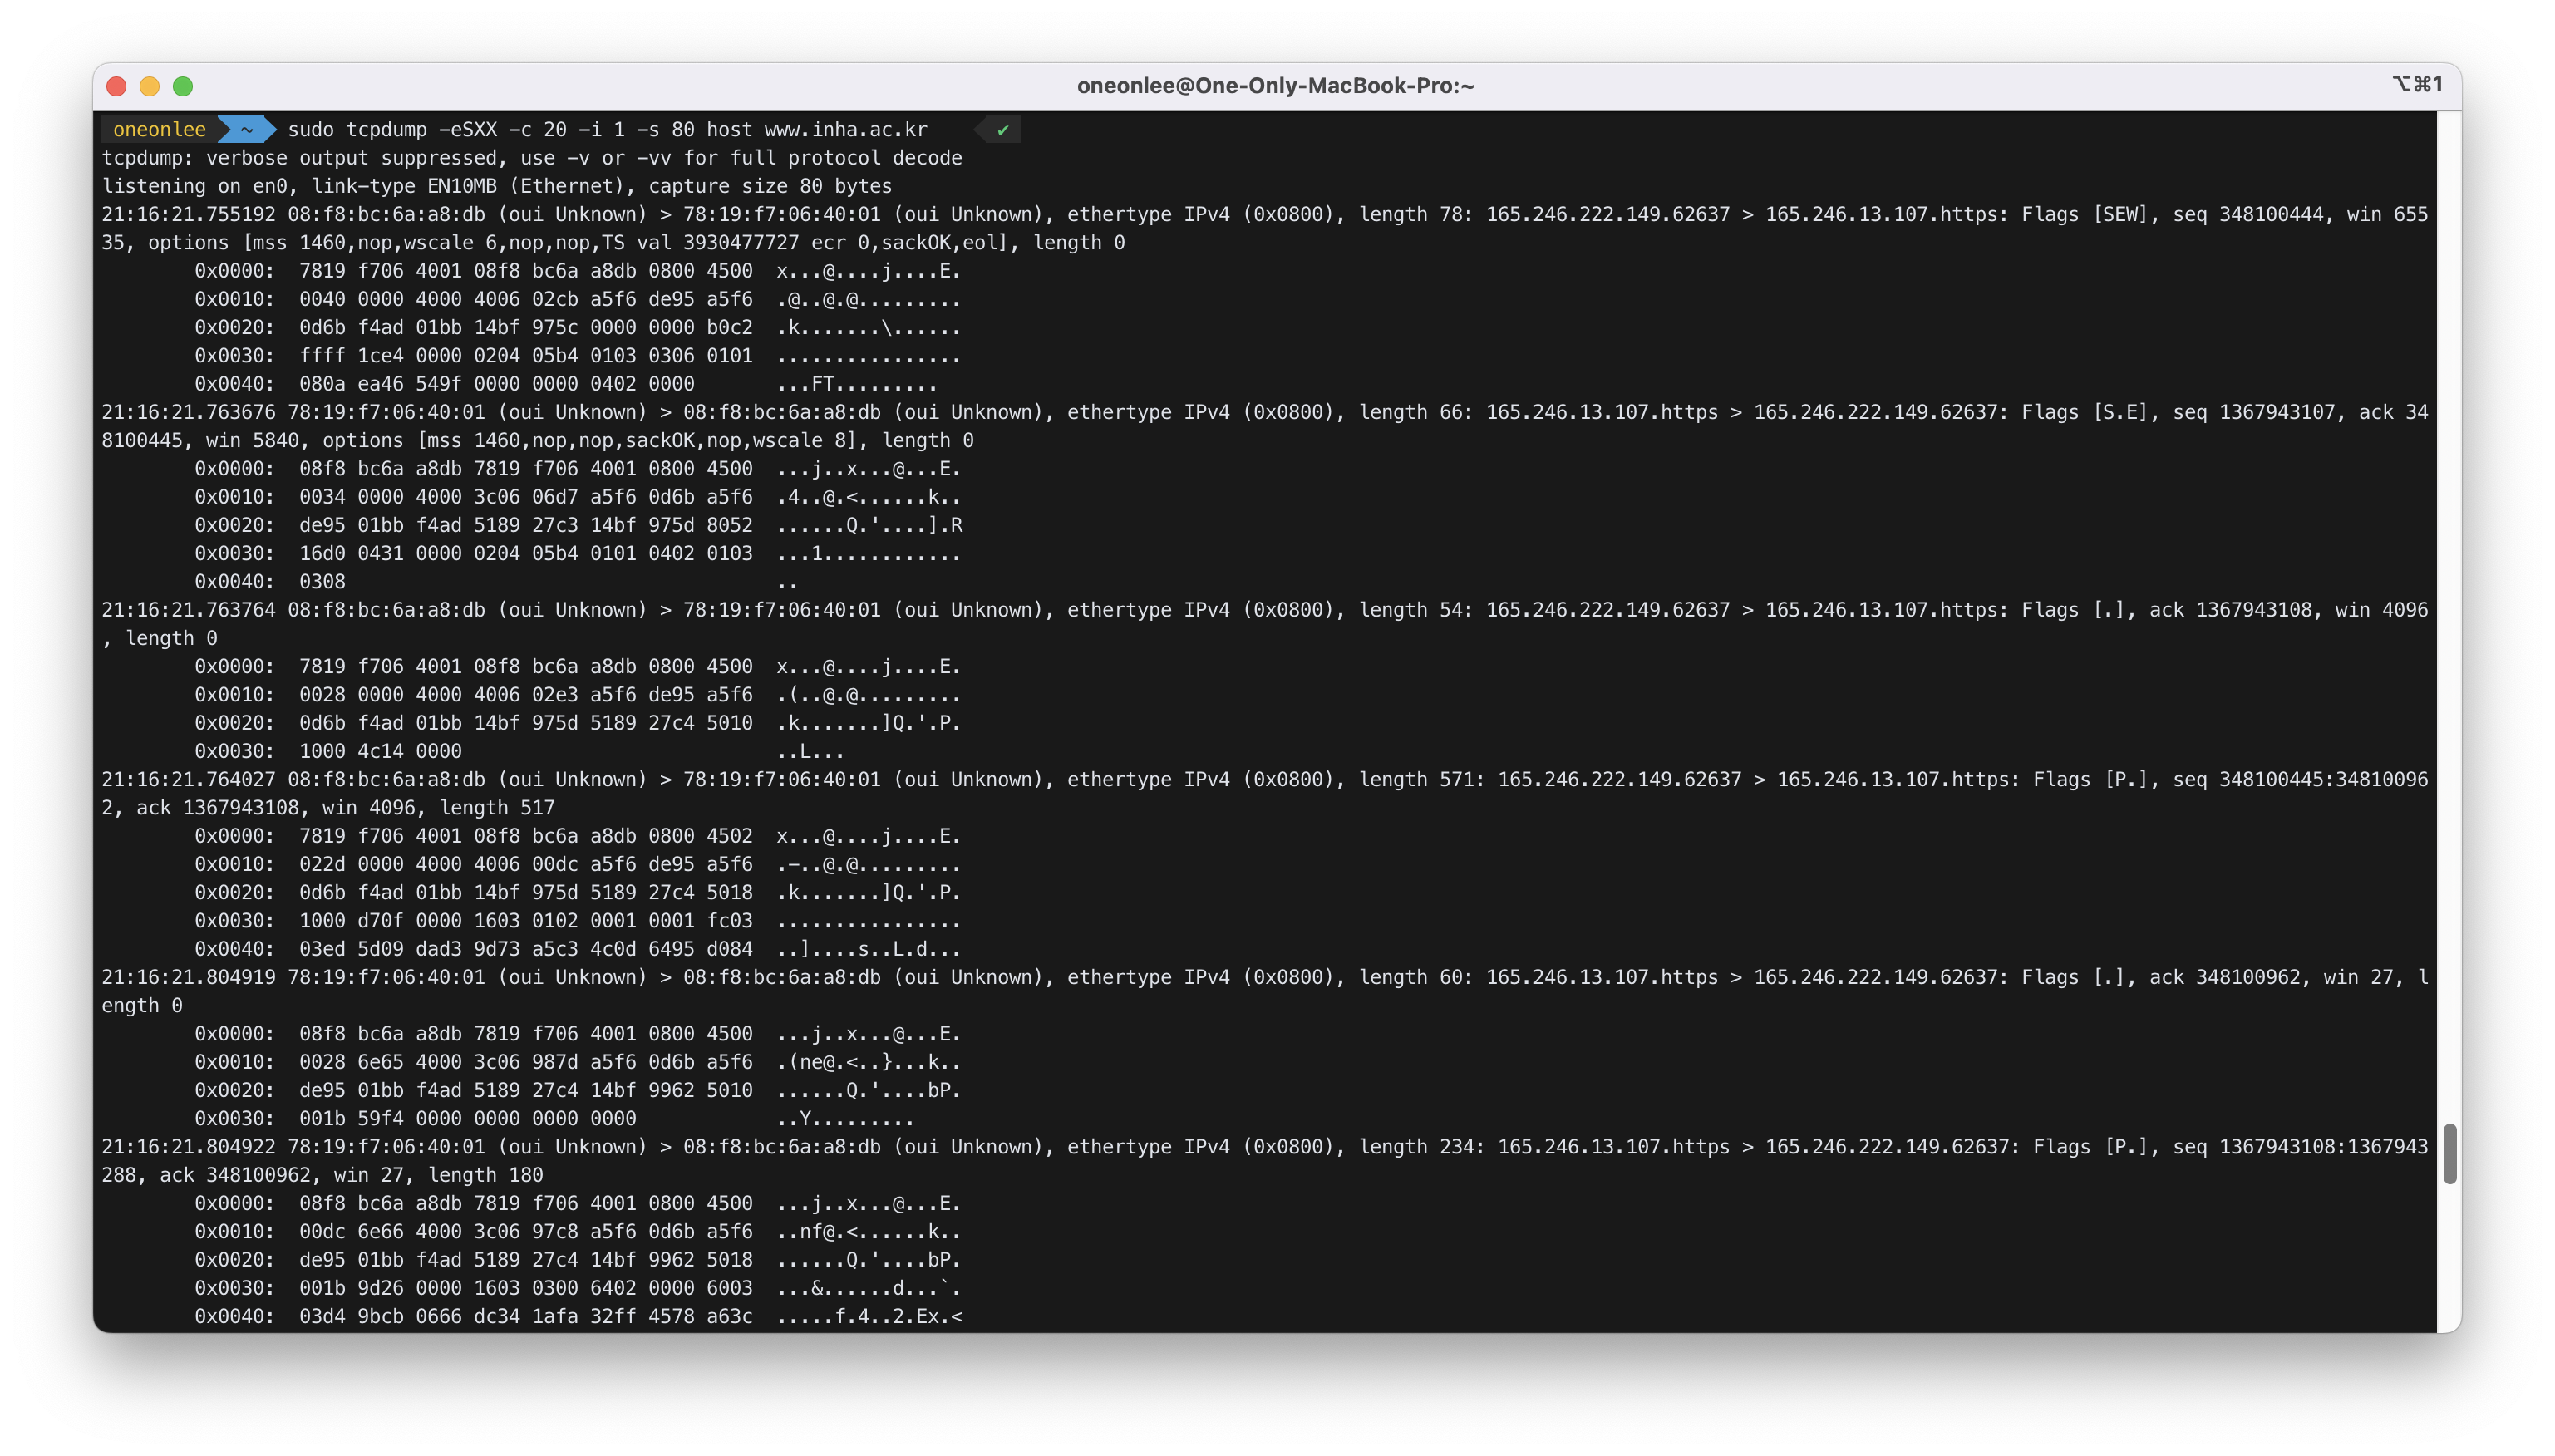 oneonlee@One-Only-MacBook-Pro:~
⌥⌘1
oneonlee ~ sudo tcpdump -eSXX -c 20 -i 1 -s 80 host www.inha.ac.kr ✔
tcpdump: verbose output suppressed, use -v or -vv for full protocol decode
listening on en0, link-type EN10MB (Ethernet), capture size 80 bytes
21:16:21.755192 08:f8:bc:6a:a8:db (oui Unknown) > 78:19:f7:06:40:01 (oui Unknown), ethertype IPv4 (0x0800), length 78: 165.246.222.149.62637 > 165.246.13.107.https: Flags [SEW], seq 348100444, win 655
35, options [mss 1460,nop,wscale 6,nop,nop,TS val 3930477727 ecr 0,sackOK,eol], length 0
0x0000:  7819 f706 4001 08f8 bc6a a8db 0800 4500  x...@....j....E.
0x0010:  0040 0000 4000 4006 02cb a5f6 de95 a5f6  .@..@.@.........
0x0020:  0d6b f4ad 01bb 14bf 975c 0000 0000 b0c2  .k.......\......
0x0030:  ffff 1ce4 0000 0204 05b4 0103 0306 0101  ................
0x0040:  080a ea46 549f 0000 0000 0402 0000       ...FT.........
21:16:21.763676 78:19:f7:06:40:01 (oui Unknown) > 08:f8:bc:6a:a8:db (oui Unknown), ethertype IPv4 (0x0800), length 66: 165.246.13.107.https > 165.246.222.149.62637: Flags [S.E], seq 1367943107, ack 34
8100445, win 5840, options [mss 1460,nop,nop,sackOK,nop,wscale 8], length 0
0x0000:  08f8 bc6a a8db 7819 f706 4001 0800 4500  ...j..x...@...E.
0x0010:  0034 0000 4000 3c06 06d7 a5f6 0d6b a5f6  .4..@.<......k..
0x0020:  de95 01bb f4ad 5189 27c3 14bf 975d 8052  ......Q.'....].R
0x0030:  16d0 0431 0000 0204 05b4 0101 0402 0103  ...1............
0x0040:  0308                                     ..
21:16:21.763764 08:f8:bc:6a:a8:db (oui Unknown) > 78:19:f7:06:40:01 (oui Unknown), ethertype IPv4 (0x0800), length 54: 165.246.222.149.62637 > 165.246.13.107.https: Flags [.], ack 1367943108, win 4096
, length 0
0x0000:  7819 f706 4001 08f8 bc6a a8db 0800 4500  x...@....j....E.
0x0010:  0028 0000 4000 4006 02e3 a5f6 de95 a5f6  .(..@.@.........
0x0020:  0d6b f4ad 01bb 14bf 975d 5189 27c4 5010  .k.......]Q.'.P.
0x0030:  1000 4c14 0000                           ..L...
21:16:21.764027 08:f8:bc:6a:a8:db (oui Unknown) > 78:19:f7:06:40:01 (oui Unknown), ethertype IPv4 (0x0800), length 571: 165.246.222.149.62637 > 165.246.13.107.https: Flags [P.], seq 348100445:34810096
2, ack 1367943108, win 4096, length 517
0x0000:  7819 f706 4001 08f8 bc6a a8db 0800 4502  x...@....j....E.
0x0010:  022d 0000 4000 4006 00dc a5f6 de95 a5f6  .-..@.@.........
0x0020:  0d6b f4ad 01bb 14bf 975d 5189 27c4 5018  .k.......]Q.'.P.
0x0030:  1000 d70f 0000 1603 0102 0001 0001 fc03  ................
0x0040:  03ed 5d09 dad3 9d73 a5c3 4c0d 6495 d084  ..]....s..L.d...
21:16:21.804919 78:19:f7:06:40:01 (oui Unknown) > 08:f8:bc:6a:a8:db (oui Unknown), ethertype IPv4 (0x0800), length 60: 165.246.13.107.https > 165.246.222.149.62637: Flags [.], ack 348100962, win 27, l
ength 0
0x0000:  08f8 bc6a a8db 7819 f706 4001 0800 4500  ...j..x...@...E.
0x0010:  0028 6e65 4000 3c06 987d a5f6 0d6b a5f6  .(ne@.<..}...k..
0x0020:  de95 01bb f4ad 5189 27c4 14bf 9962 5010  ......Q.'....bP.
0x0030:  001b 59f4 0000 0000 0000                 ..Y.........
21:16:21.804922 78:19:f7:06:40:01 (oui Unknown) > 08:f8:bc:6a:a8:db (oui Unknown), ethertype IPv4 (0x0800), length 234: 165.246.13.107.https > 165.246.222.149.62637: Flags [P.], seq 1367943108:1367943
288, ack 348100962, win 27, length 180
0x0000:  08f8 bc6a a8db 7819 f706 4001 0800 4500  ...j..x...@...E.
0x0010:  00dc 6e66 4000 3c06 97c8 a5f6 0d6b a5f6  ..nf@.<......k..
0x0020:  de95 01bb f4ad 5189 27c4 14bf 9962 5018  ......Q.'....bP.
0x0030:  001b 9d26 0000 1603 0300 6402 0000 6003  ...&......d...`.
0x0040:  03d4 9bcb 0666 dc34 1afa 32ff 4578 a63c  .....f.4..2.Ex.<